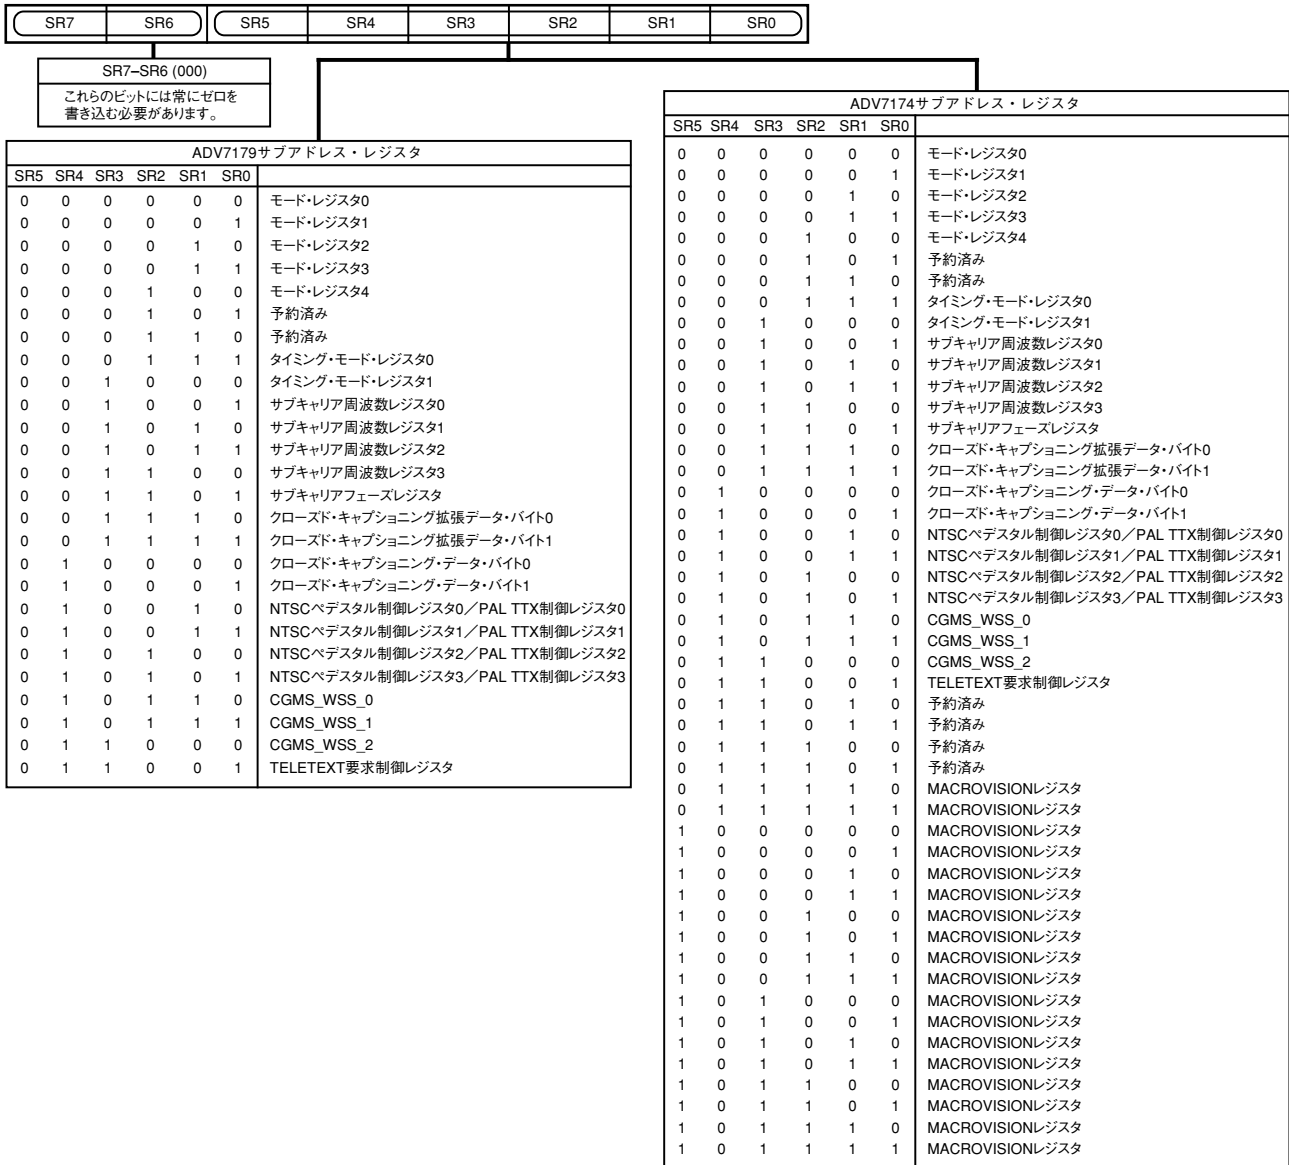 SR7 SR6 SR5 SR4 SR3 SR2 SR1 SR0
SR7–SR6 (000)
これらのビットには常にゼロを
書き込む必要があります。
ADV7179サブアドレス・レジスタ
SR5 SR4 SR3 SR2 SR1 SR0
0 0 0 0 0 0 モード・レジスタ0
0 0 0 0 0 1 モード・レジスタ1
0 0 0 0 1 0 モード・レジスタ2
0 0 0 0 1 1 モード・レジスタ3
0 0 0 1 0 0 モード・レジスタ4
0 0 0 1 0 1 予約済み
0 0 0 1 1 0 予約済み
0 0 0 1 1 1 タイミング・モード・レジスタ0
0 0 1 0 0 0 タイミング・モード・レジスタ1
0 0 1 0 0 1 サブキャリア周波数レジスタ0
0 0 1 0 1 0 サブキャリア周波数レジスタ1
0 0 1 0 1 1 サブキャリア周波数レジスタ2
0 0 1 1 0 0 サブキャリア周波数レジスタ3
0 0 1 1 0 1 サブキャリアフェーズレジスタ
0 0 1 1 1 0 クローズド・キャプショニング拡張データ・バイト0
0 0 1 1 1 1 クローズド・キャプショニング拡張データ・バイト1
0 1 0 0 0 0 クローズド・キャプショニング・データ・バイト0
0 1 0 0 0 1 クローズド・キャプショニング・データ・バイト1
0 1 0 0 1 0 NTSCペデスタル制御レジスタ0／PAL TTX制御レジスタ0
0 1 0 0 1 1 NTSCペデスタル制御レジスタ1／PAL TTX制御レジスタ1
0 1 0 1 0 0 NTSCペデスタル制御レジスタ2／PAL TTX制御レジスタ2
0 1 0 1 0 1 NTSCペデスタル制御レジスタ3／PAL TTX制御レジスタ3
0 1 0 1 1 0 CGMS_WSS_0
0 1 0 1 1 1 CGMS_WSS_1
0 1 1 0 0 0 CGMS_WSS_2
0 1 1 0 0 1 TELETEXT要求制御レジスタ
ADV7174サブアドレス・レジスタ
SR5 SR4 SR3 SR2 SR1 SR0
0 0 0 0 0 0 モード・レジスタ0
0 0 0 0 0 1 モード・レジスタ1
0 0 0 0 1 0 モード・レジスタ2
0 0 0 0 1 1 モード・レジスタ3
0 0 0 1 0 0 モード・レジスタ4
0 0 0 1 0 1 予約済み
0 0 0 1 1 0 予約済み
0 0 0 1 1 1 タイミング・モード・レジスタ0
0 0 1 0 0 0 タイミング・モード・レジスタ1
0 0 1 0 0 1 サブキャリア周波数レジスタ0
0 0 1 0 1 0 サブキャリア周波数レジスタ1
0 0 1 0 1 1 サブキャリア周波数レジスタ2
0 0 1 1 0 0 サブキャリア周波数レジスタ3
0 0 1 1 0 1 サブキャリアフェーズレジスタ
0 0 1 1 1 0 クローズド・キャプショニング拡張データ・バイト0
0 0 1 1 1 1 クローズド・キャプショニング拡張データ・バイト1
0 1 0 0 0 0 クローズド・キャプショニング・データ・バイト0
0 1 0 0 0 1 クローズド・キャプショニング・データ・バイト1
0 1 0 0 1 0 NTSCペデスタル制御レジスタ0／PAL TTX制御レジスタ0
0 1 0 0 1 1 NTSCペデスタル制御レジスタ1／PAL TTX制御レジスタ1
0 1 0 1 0 0 NTSCペデスタル制御レジスタ2／PAL TTX制御レジスタ2
0 1 0 1 0 1 NTSCペデスタル制御レジスタ3／PAL TTX制御レジスタ3
0 1 0 1 1 0 CGMS_WSS_0
0 1 0 1 1 1 CGMS_WSS_1
0 1 1 0 0 0 CGMS_WSS_2
0 1 1 0 0 1 TELETEXT要求制御レジスタ
0 1 1 0 1 0 予約済み
0 1 1 0 1 1 予約済み
0 1 1 1 0 0 予約済み
0 1 1 1 0 1 予約済み
0 1 1 1 1 0 MACROVISIONレジスタ
0 1 1 1 1 1 MACROVISIONレジスタ
1 0 0 0 0 0 MACROVISIONレジスタ
1 0 0 0 0 1 MACROVISIONレジスタ
1 0 0 0 1 0 MACROVISIONレジスタ
1 0 0 0 1 1 MACROVISIONレジスタ
1 0 0 1 0 0 MACROVISIONレジスタ
1 0 0 1 0 1 MACROVISIONレジスタ
1 0 0 1 1 0 MACROVISIONレジスタ
1 0 0 1 1 1 MACROVISIONレジスタ
1 0 1 0 0 0 MACROVISIONレジスタ
1 0 1 0 0 1 MACROVISIONレジスタ
1 0 1 0 1 0 MACROVISIONレジスタ
1 0 1 0 1 1 MACROVISIONレジスタ
1 0 1 1 0 0 MACROVISIONレジスタ
1 0 1 1 0 1 MACROVISIONレジスタ
1 0 1 1 1 0 MACROVISIONレジスタ
1 0 1 1 1 1 MACROVISIONレジスタ